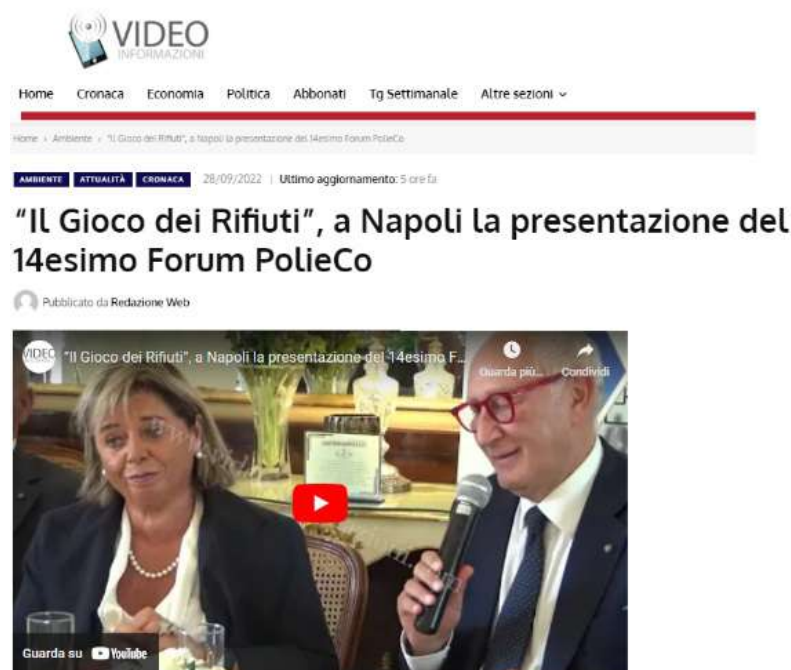 VIDEO
INFORMAZIONI
Home Cronaca Economia Politica Abbonati Tg Settimanale Altre sezioni
Home › Ambiente › "Il Gioco dei Rifiuti", a Napoli la presentazione del 14esimo Forum PolieCo
AMBIENTE ATTUALITÀ CRONACA 28/09/2022 | Ultimo aggiornamento: 5 ore fa
“Il Gioco dei Rifiuti”, a Napoli la presentazione del
14esimo Forum PolieCo
Pubblicato da Redazione Web
VIDEO "Il Gioco dei Rifiuti", a Napoli la presentazione del 14esimo F...
Guarda più... Condividi
Guarda su YouTube